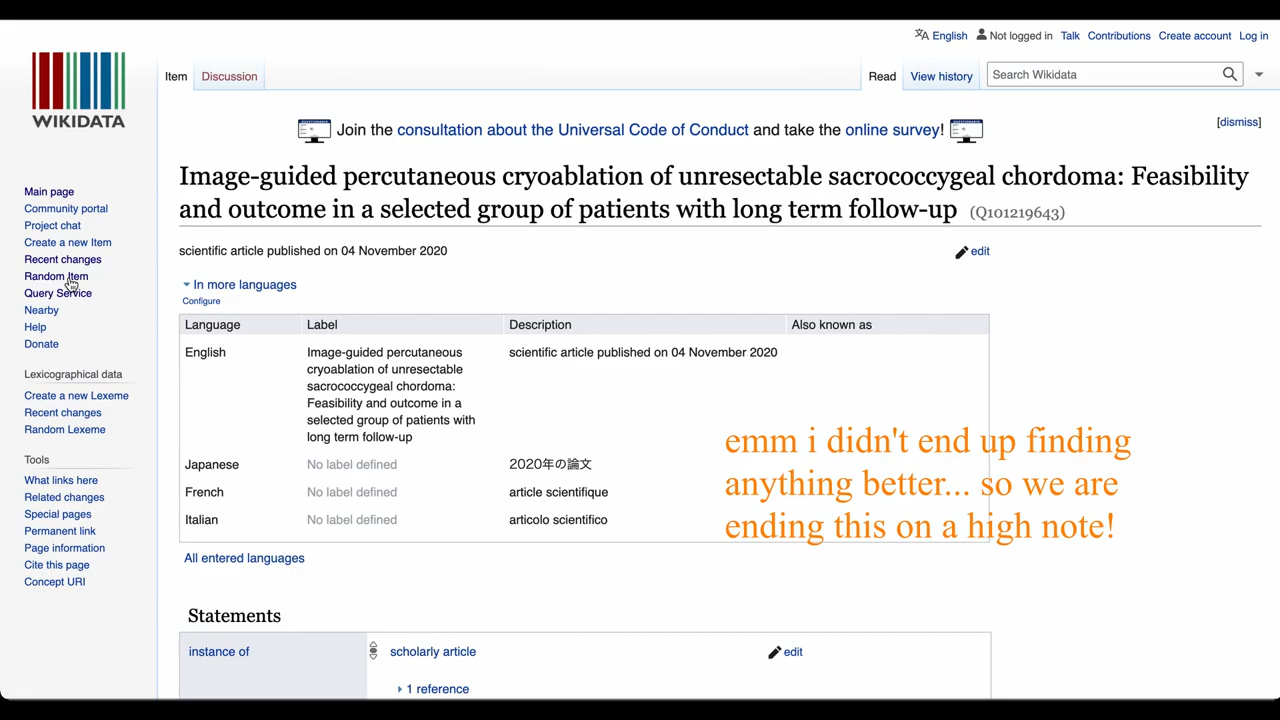 English Not logged in Talk Contributions Create account Log in
WIKIDATA
Item Discussion Read View history Search Wikidata
Join the consultation about the Universal Code of Conduct and take the online survey! [dismiss]
Image-guided percutaneous cryoablation of unresectable sacrococcygeal chordoma: Feasibility
and outcome in a selected group of patients with long term follow-up (Q101219643)
scientific article published on 04 November 2020 edit
In more languages
Configure
Language Label Description Also known as
English Image-guided percutaneous scientific article published on 04 November 2020
cryoablation of unresectable
sacrococcygeal chordoma:
Feasibility and outcome in a
selected group of patients with
long term follow-up
Japanese No label defined 2020年の論文
French No label defined article scientifique
Italian No label defined articolo scientifico
All entered languages
Statements
instance of scholarly article edit
1 reference
Main page
Community portal
Project chat
Create a new Item
Recent changes
Random Item
Query Service
Nearby
Help
Donate
Lexicographical data
Create a new Lexeme
Recent changes
Random Lexeme
Tools
What links here
Related changes
Special pages
Permanent link
Page information
Cite this page
Concept URI
emm i didn't end up finding
anything better... so we are
ending this on a high note!